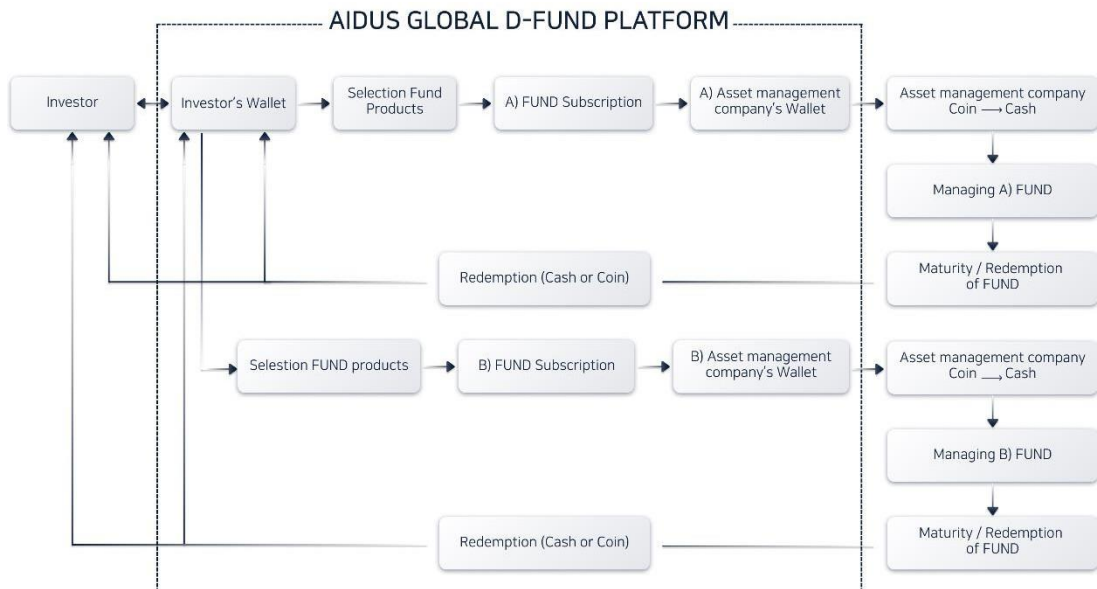 AIDUS GLOBAL D-FUND PLATFORM
Investor
Investor's Wallet
Selection Fund
Products
A) FUND Subscription
A) Asset management
company's Wallet
Asset management company
Coin → Cash
Managing A) FUND
Maturity / Redemption
of FUND
Redemption (Cash or Coin)
Selection FUND products
B) FUND Subscription
B) Asset management
company's Wallet
Asset management company
Coin → Cash
Managing B) FUND
Maturity / Redemption
of FUND
Redemption (Cash or Coin)